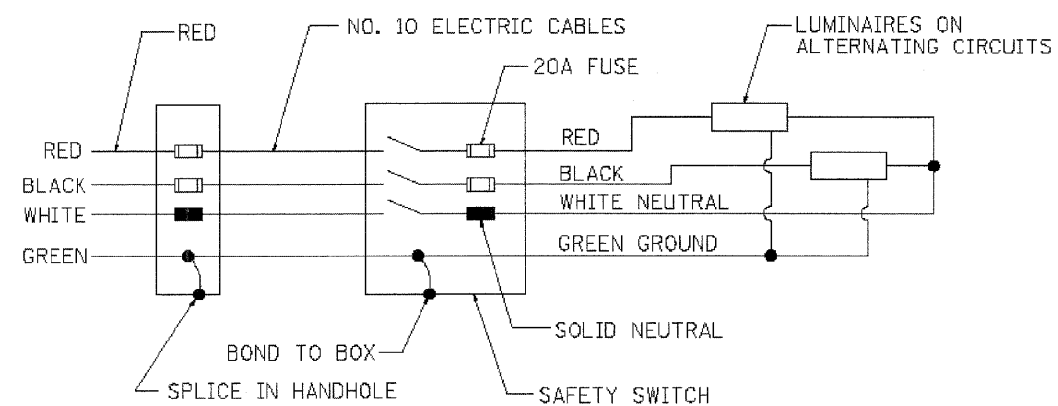 RED
NO. 10 ELECTRIC CABLES
LUMINAIRES ON
ALTERNATING CIRCUITS
20A FUSE
RED
RED
BLACK
BLACK
WHITE
WHITE NEUTRAL
GREEN
GREEN GROUND
SOLID NEUTRAL
BOND TO BOX
SPLICE IN HANDHOLE
SAFETY SWITCH